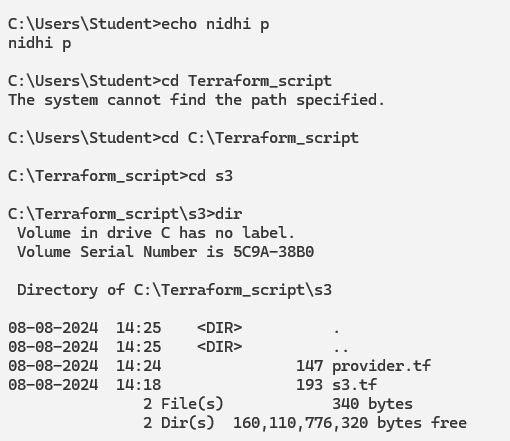 C:\Users\Student>echo nidhi p
nidhi p
C:\Users\Student>cd Terraform_script
The system cannot find the path specified.
C:\Users\Student>cd C:\Terraform_script
C:\Terraform_script>cd s3
C:\Terraform_script\s3>dir
 Volume in drive C has no label.
 Volume Serial Number is 5C9A-38B0
 Directory of C:\Terraform_script\s3
08-08-2024  14:25    <DIR>          .
08-08-2024  14:25    <DIR>          ..
08-08-2024  14:24               147 provider.tf
08-08-2024  14:18               193 s3.tf
               2 File(s)            340 bytes
               2 Dir(s)  160,110,776,320 bytes free